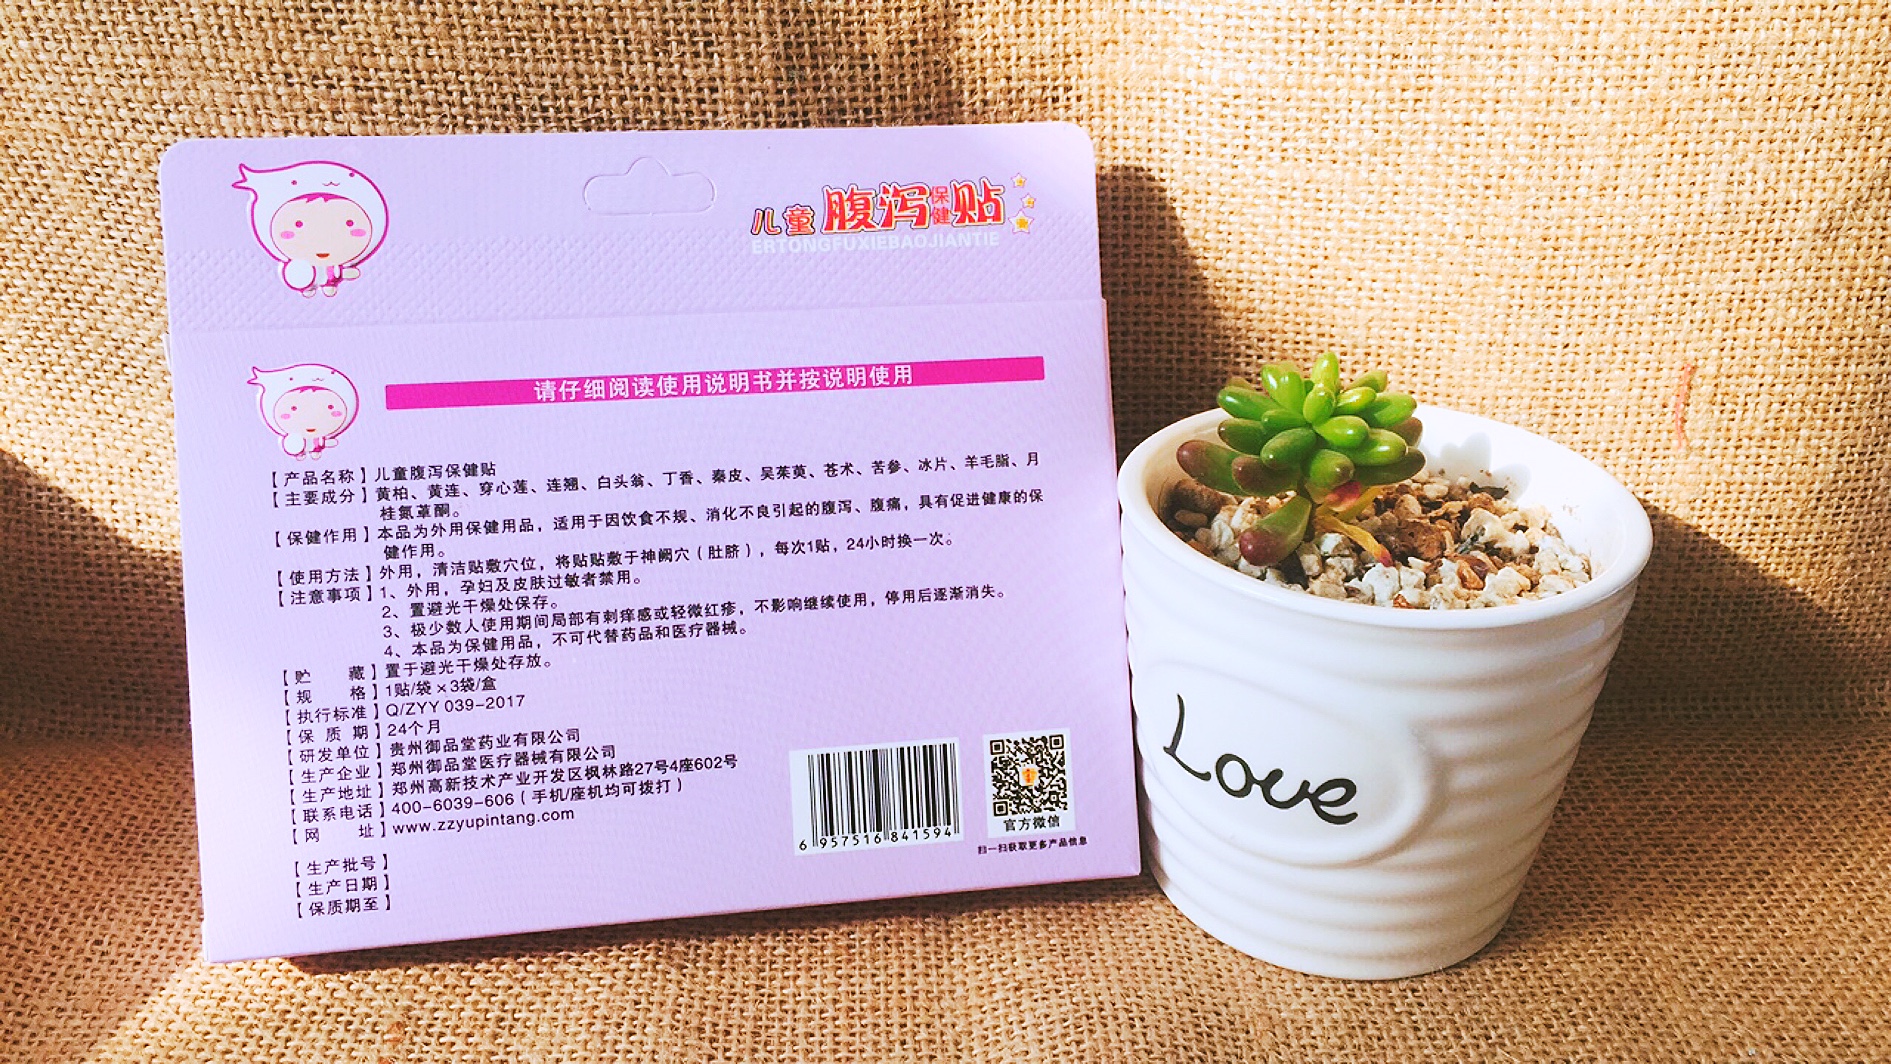 儿童腹泻保健贴
ERTONGFUXIEBAOJIANTIE
请仔细阅读使用说明书并按说明使用
【产品名称】儿童腹泻保健贴
【主要成分】黄柏、黄连、穿心莲、连翘、白头翁、丁香、秦皮、吴茱萸、苍术、苦参、冰片、羊毛脂、月
桂氮䓬酮。
【保健作用】本品为外用保健用品，适用于因饮食不规、消化不良引起的腹泻、腹痛，具有促进健康的保
健作用。
【使用方法】外用，清洁贴敷穴位，将贴贴敷于神阙穴（肚脐），每次1贴，24小时换一次。
【注意事项】1、外用，孕妇及皮肤过敏者禁用。
2、置避光干燥处保存。
3、极少数人使用期间局部有刺痒感或轻微红疹，不影响继续使用，停用后逐渐消失。
4、本品为保健用品，不可代替药品和医疗器械。
【贮 藏】置于避光干燥处存放。
【规 格】1贴/袋×3袋/盒
【执行标准】Q/ZYY 039-2017
【保 质 期】24个月
【研发单位】贵州御品堂药业有限公司
【生产企业】郑州御品堂医疗器械有限公司
【生产地址】郑州高新技术产业开发区枫林路27号4座602号
【联系电话】400-6039-606（手机/座机均可拨打）
【网 址】www.zzyupintang.com
【生产批号】
【生产日期】
【保质期至】
6 957516 841594
官方微信
扫一扫获取更多产品信息
Love